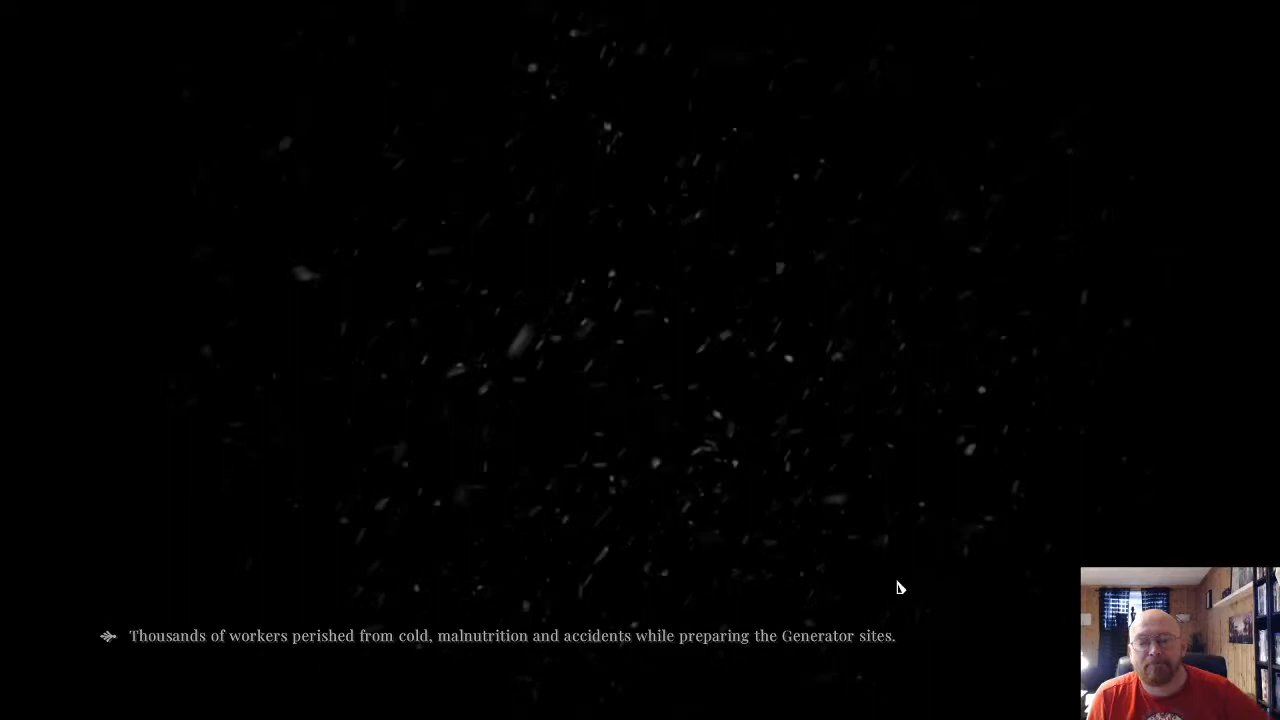 Thousands of workers perished from cold, malnutrition and accidents while preparing the Generator sites.